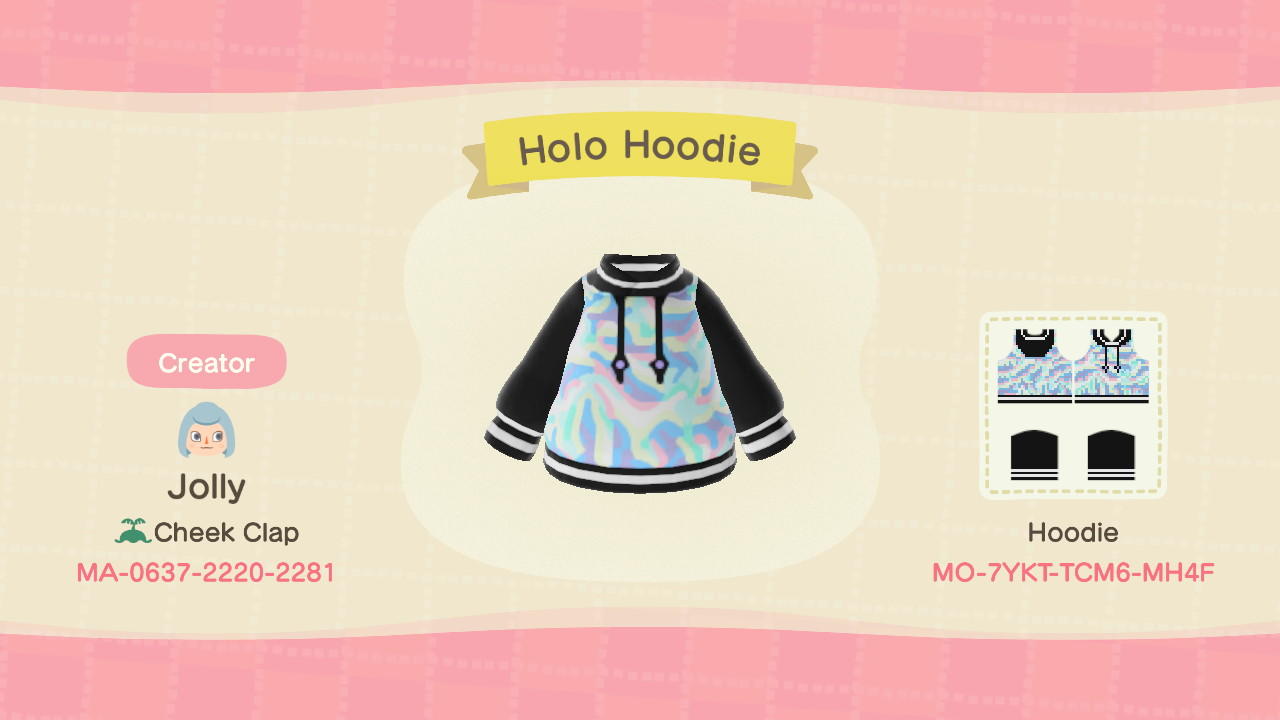 Holo Hoodie
Creator
Jolly
Cheek Clap
MA-0637-2220-2281
Hoodie
MO-7YKT-TCM6-MH4F